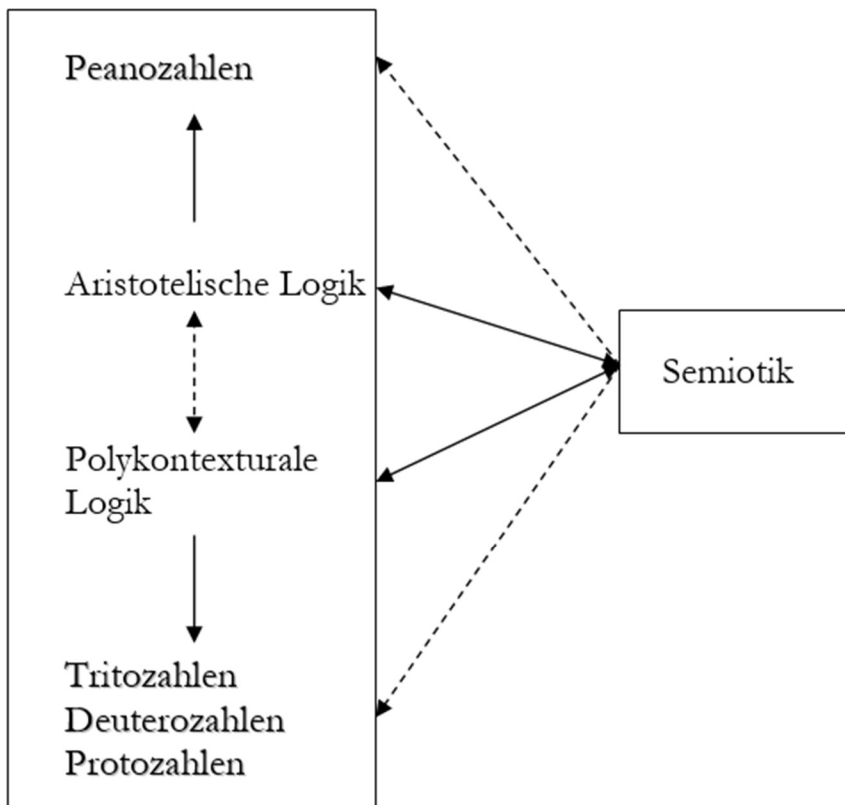 Peanozahlen
Aristotelische Logik
Semiotik
Polykontexturale
Logik
Tritozahlen
Deuterozahlen
Protozahlen